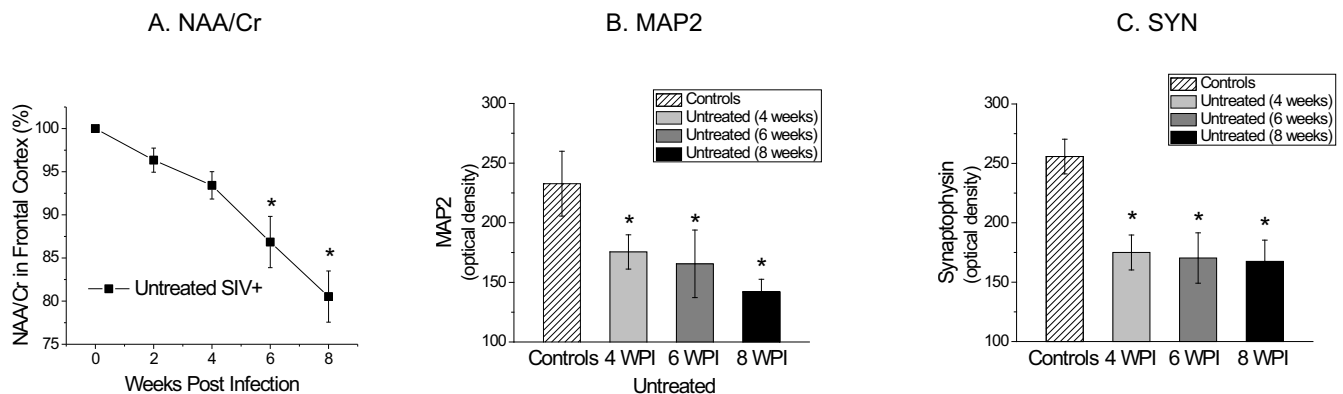 A. NAA/Cr
NAA/Cr in Frontal Cortex (%)
100
95
90
85
80
75
*
*
Untreated SIV+
0 2 4 6 8
Weeks Post Infection
B. MAP2
Controls
Untreated (4 weeks)
Untreated (6 weeks)
Untreated (8 weeks)
MAP2
(optical density)
300
250
200
150
100
*
*
*
Controls 4 WPI 6 WPI 8 WPI
Untreated
C. SYN
Controls
Untreated (4 weeks)
Untreated (6 weeks)
Untreated (8 weeks)
Synaptophysin
(optical density)
300
250
200
150
100
*
*
*
Controls 4 WPI 6 WPI 8 WPI